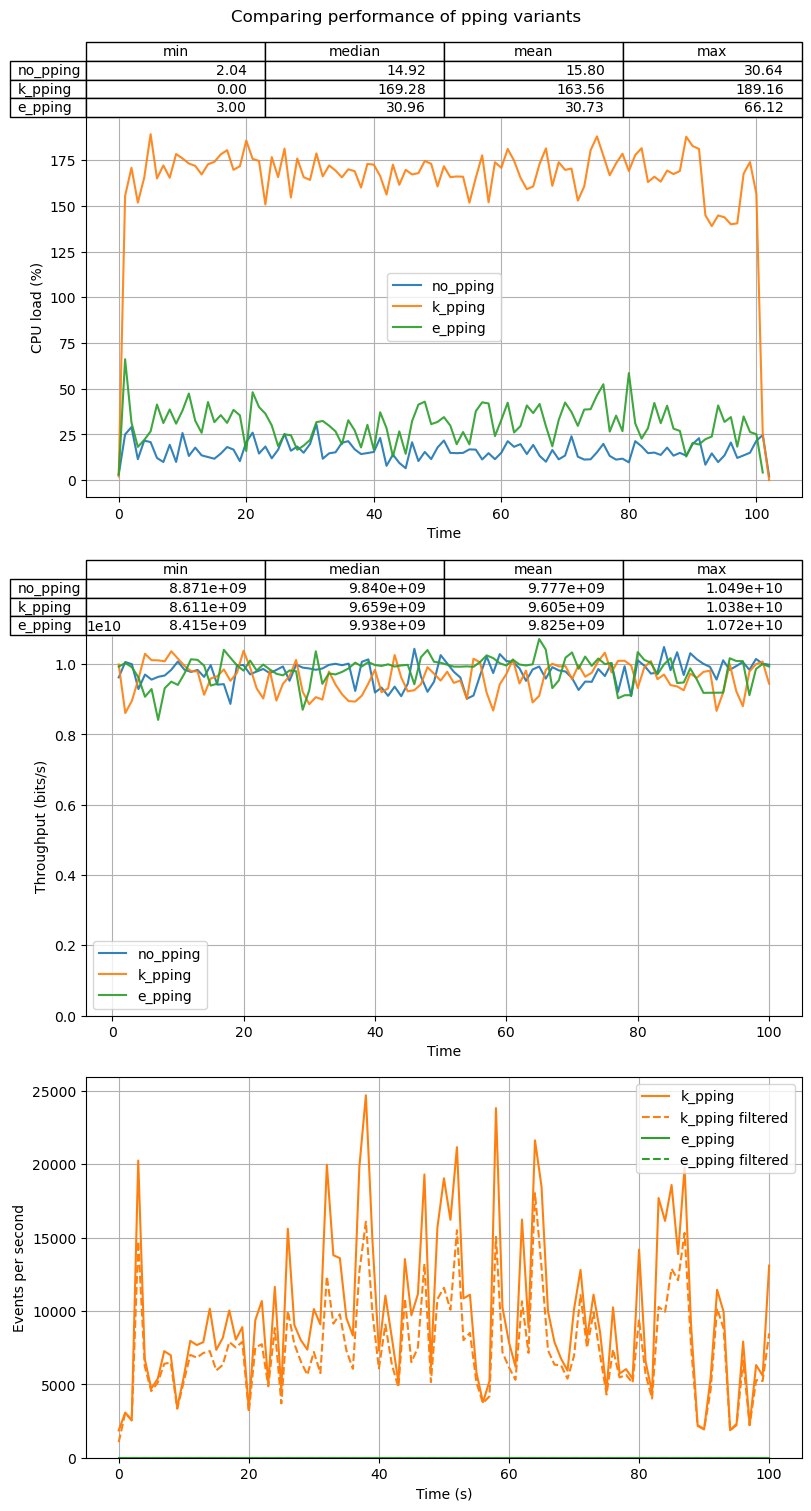 Comparing performance of pping variants
min median mean max
no_pping 2.04 14.92 15.80 30.64
k_pping 0.00 169.28 163.56 189.16
e_pping 3.00 30.96 30.73 66.12
175
150
125
100
75
50
25
0
CPU load (%)
no_pping
k_pping
e_pping
0 20 40 60 80 100
Time
min median mean max
no_pping 8.871e+09 9.840e+09 9.777e+09 1.049e+10
k_pping 8.611e+09 9.659e+09 9.605e+09 1.038e+10
e_pping 8.415e+09 9.938e+09 9.825e+09 1.072e+10
1e10
1.0
0.8
0.6
0.4
0.2
0.0
Throughput (bits/s)
no_pping
k_pping
e_pping
0 20 40 60 80 100
Time
25000
20000
15000
10000
5000
0
Events per second
k_pping
k_pping filtered
e_pping
e_pping filtered
0 20 40 60 80 100
Time (s)